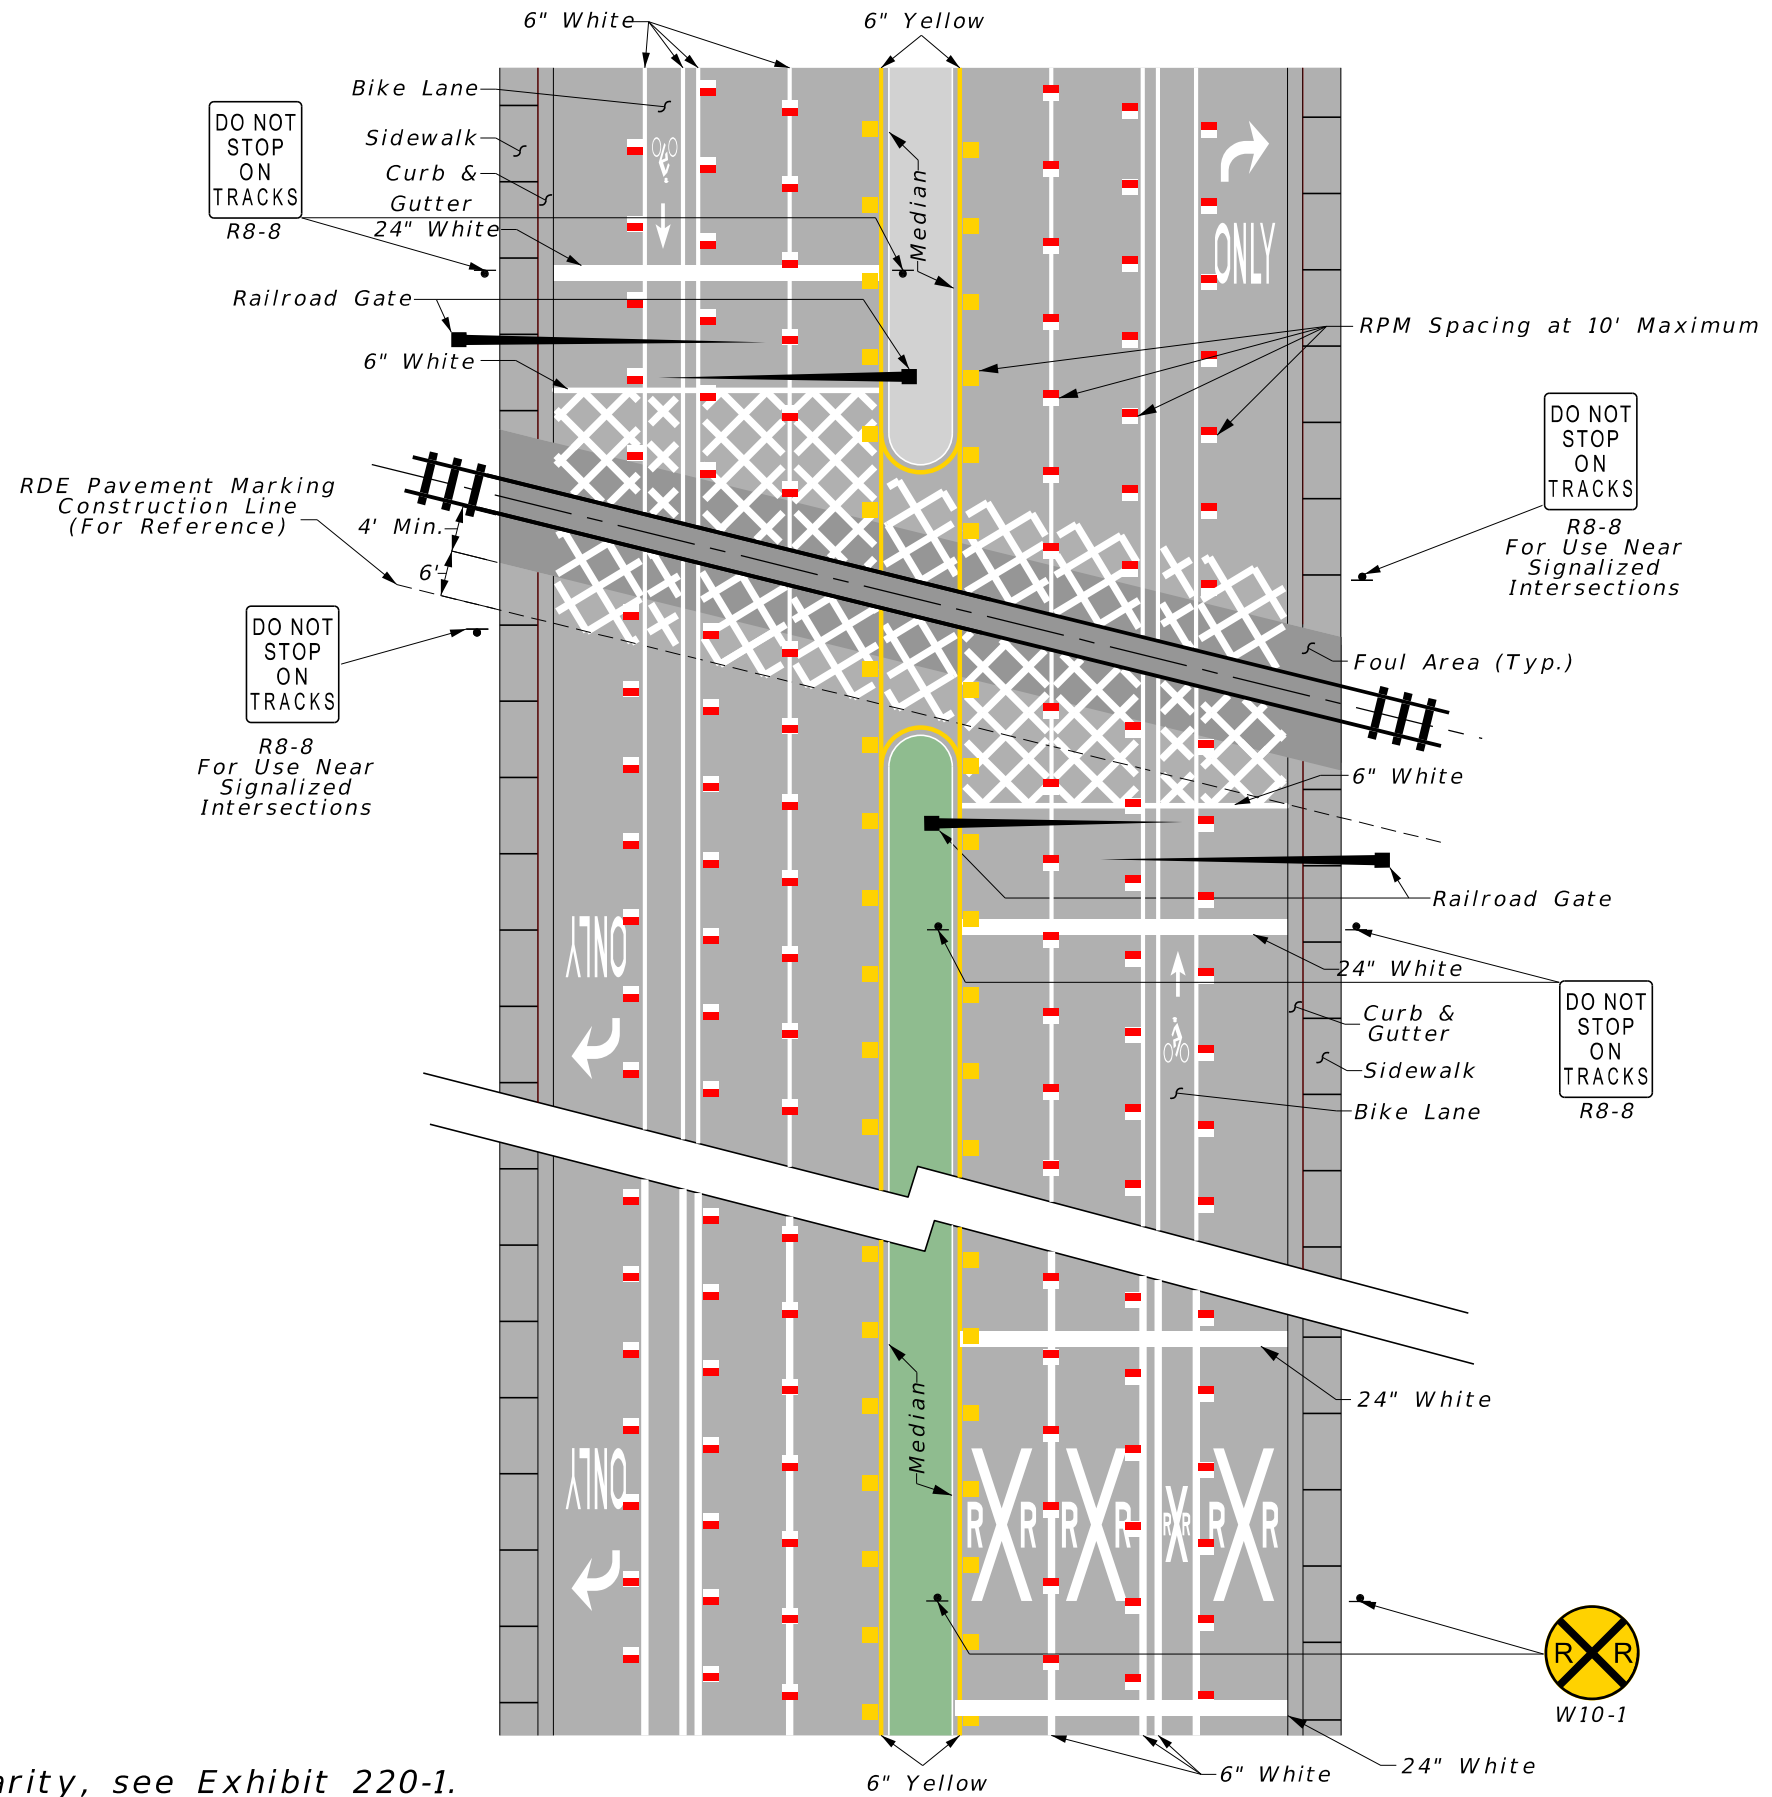 6" White
6" Yellow
Bike Lane
Sidewalk
Curb &
Gutter
24" White
DO NOT
STOP
ON
TRACKS
R8-8
Railroad Gate
6" White
Median
ONLY
RPM Spacing at 10' Maximum
DO NOT
STOP
ON
TRACKS
R8-8
For Use Near
Signalized
Intersections
RDE Pavement Marking
Construction Line
(For Reference)
4' Min.
6'
DO NOT
STOP
ON
TRACKS
R8-8
For Use Near
Signalized
Intersections
Foul Area (Typ.)
6" White
Railroad Gate
24" White
ONLY
DO NOT
STOP
ON
TRACKS
R8-8
Curb &
Gutter
Sidewalk
Bike Lane
24" White
Median
ONLY
R R
R R
R R
R R
R R
W10-1
24" White
6" White
6" Yellow
arity, see Exhibit 220-1.